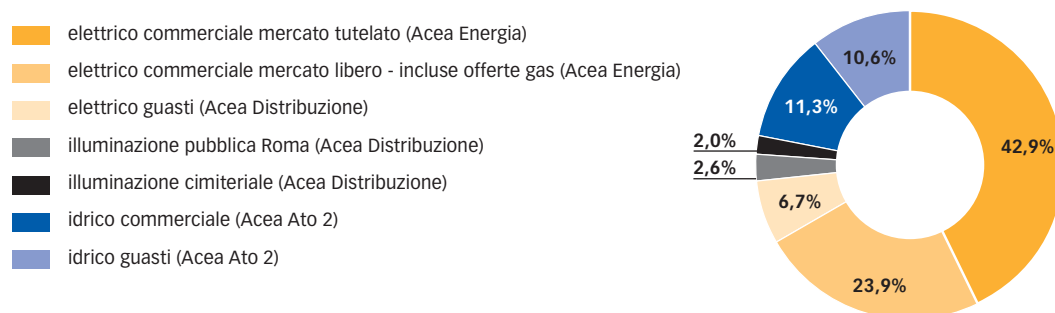 elettrico commerciale mercato tutelato (Acea Energia)
elettrico commerciale mercato libero - incluse offerte gas (Acea Energia)
elettrico guasti (Acea Distribuzione)
illuminazione pubblica Roma (Acea Distribuzione)
illuminazione cimiteriale (Acea Distribuzione)
idrico commerciale (Acea Ato 2)
idrico guasti (Acea Ato 2)
10,6%
11,3%
2,0%
2,6%
6,7%
23,9%
42,9%